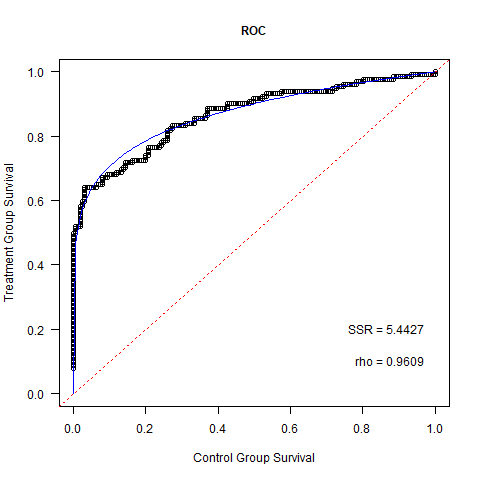 ROC
Treatment Group Survival
1.0
0.8
0.6
0.4
0.2
0.0
SSR = 5.4427
rho = 0.9609
0.0 0.2 0.4 0.6 0.8 1.0
Control Group Survival